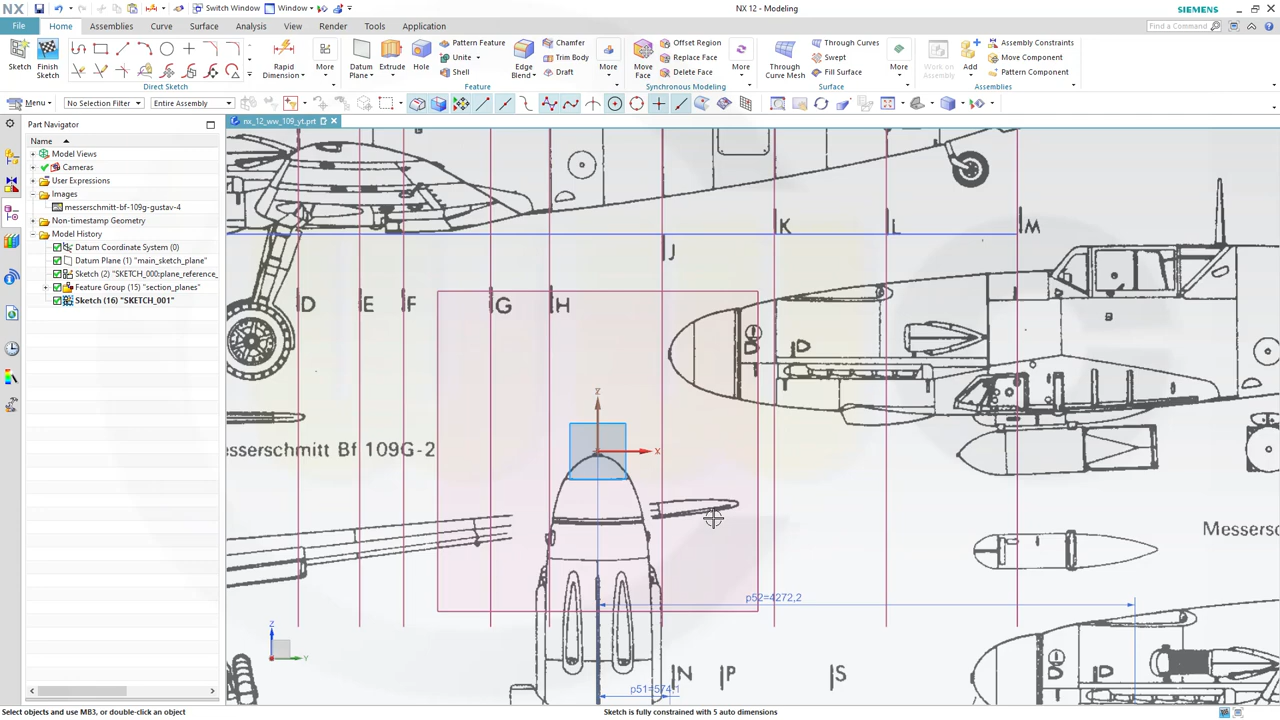 NX
Switch Window
Window
NX 12 - Modeling
SIEMENS
File
Home
Assemblies
Curve
Surface
Analysis
View
Render
Tools
Application
Find a Command
Sketch
Finish Sketch
Rapid Dimension
More
Direct Sketch
Datum Plane
Extrude
Hole
Pattern Feature
Unite
Shell
Edge Blend
Chamfer
Trim Body
Draft
More
Feature
Move Face
Offset Region
Replace Face
Delete Face
More
Synchronous Modeling
Through Curve Mesh
Through Curves
Swept
Fill Surface
More
Surface
Work on Assembly
Add
Assembly Constraints
Move Component
Pattern Component
Assemblies
Menu
No Selection Filter
Entire Assembly
Part Navigator
nx_12_ww_109_yt.prt
Name
Model Views
Cameras
User Expressions
Images
messerschmitt-bf-109g-gustav-4
Non-timestamp Geometry
Model History
Datum Coordinate System (0)
Datum Plane (1) "main_sketch_plane"
Sketch (2) "SKETCH_000:plane_reference_
Feature Group (15) "section_planes"
Sketch (16) "SKETCH_001"
K
L
M
J
D
E
F
G
H
D
D
Z
X
esserschmitt Bf 109G-2
Messerschm
p52=4272,2
Z
Y
N
P
S
D
D
p51=574,1
Select objects and use MB3, or double-click an object
Sketch is fully constrained with 5 auto dimensions